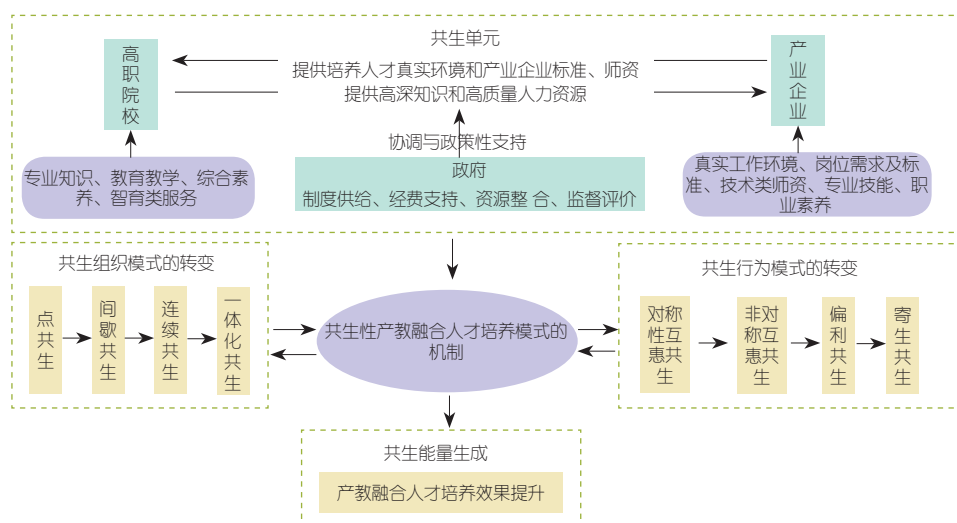 共生单元
高职院校
提供培养人才真实环境和产业企业标准、师资
提供高深知识和高质量人力资源
产业企业
协调与政策性支持
政府
制度供给、经费支持、资源整 合、监督评价
专业知识、教育教学、综合素
养、智育类服务
真实工作环境、岗位需求及标
准、技术类师资、专业技能、职
业素养
共生组织模式的转变
点共生
间歇共生
连续共生
一体化共生
共生性产教融合人才培养模式的
机制
共生行为模式的转变
对称性互惠共生
非对称互惠共生
偏利共生
寄生共生
共生能量生成
产教融合人才培养效果提升